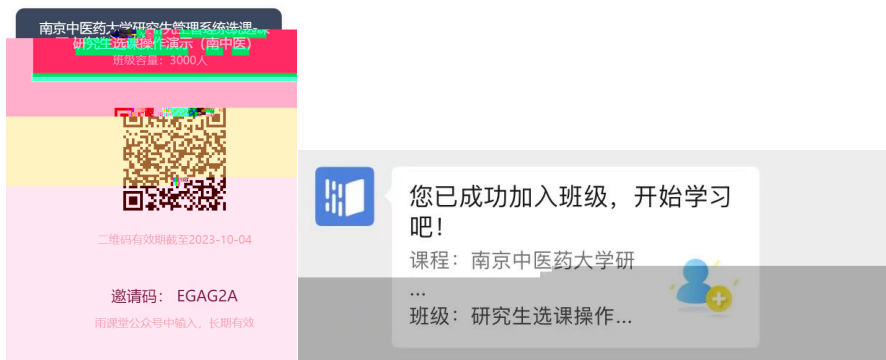 南京中医药大学研究生管理系统选课-
研究生选课操作演示（南中医）
班级容量：3000人
二维码有效期截至2023-10-04
邀请码： EGAG2A
雨课堂公众号中输入，长期有效
您已成功加入班级，开始学习
吧！
课程：南京中医药大学研
...
班级：研究生选课操作...